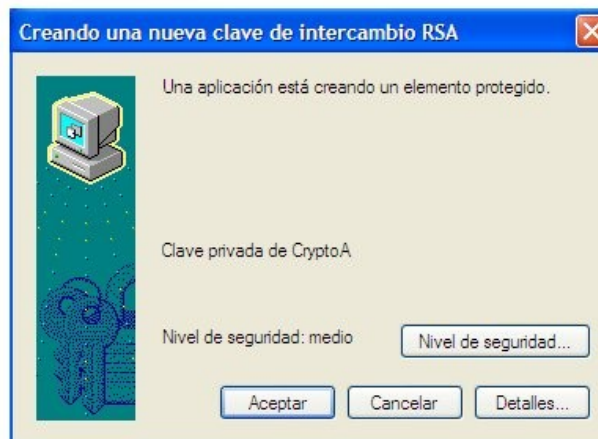 Creando una nueva clave de intercambio RSA
Una aplicación está creando un elemento protegido.
Clave privada de CryptoA
Nivel de seguridad: medio
Nivel de seguridad...
Aceptar
Cancelar
Detalles...